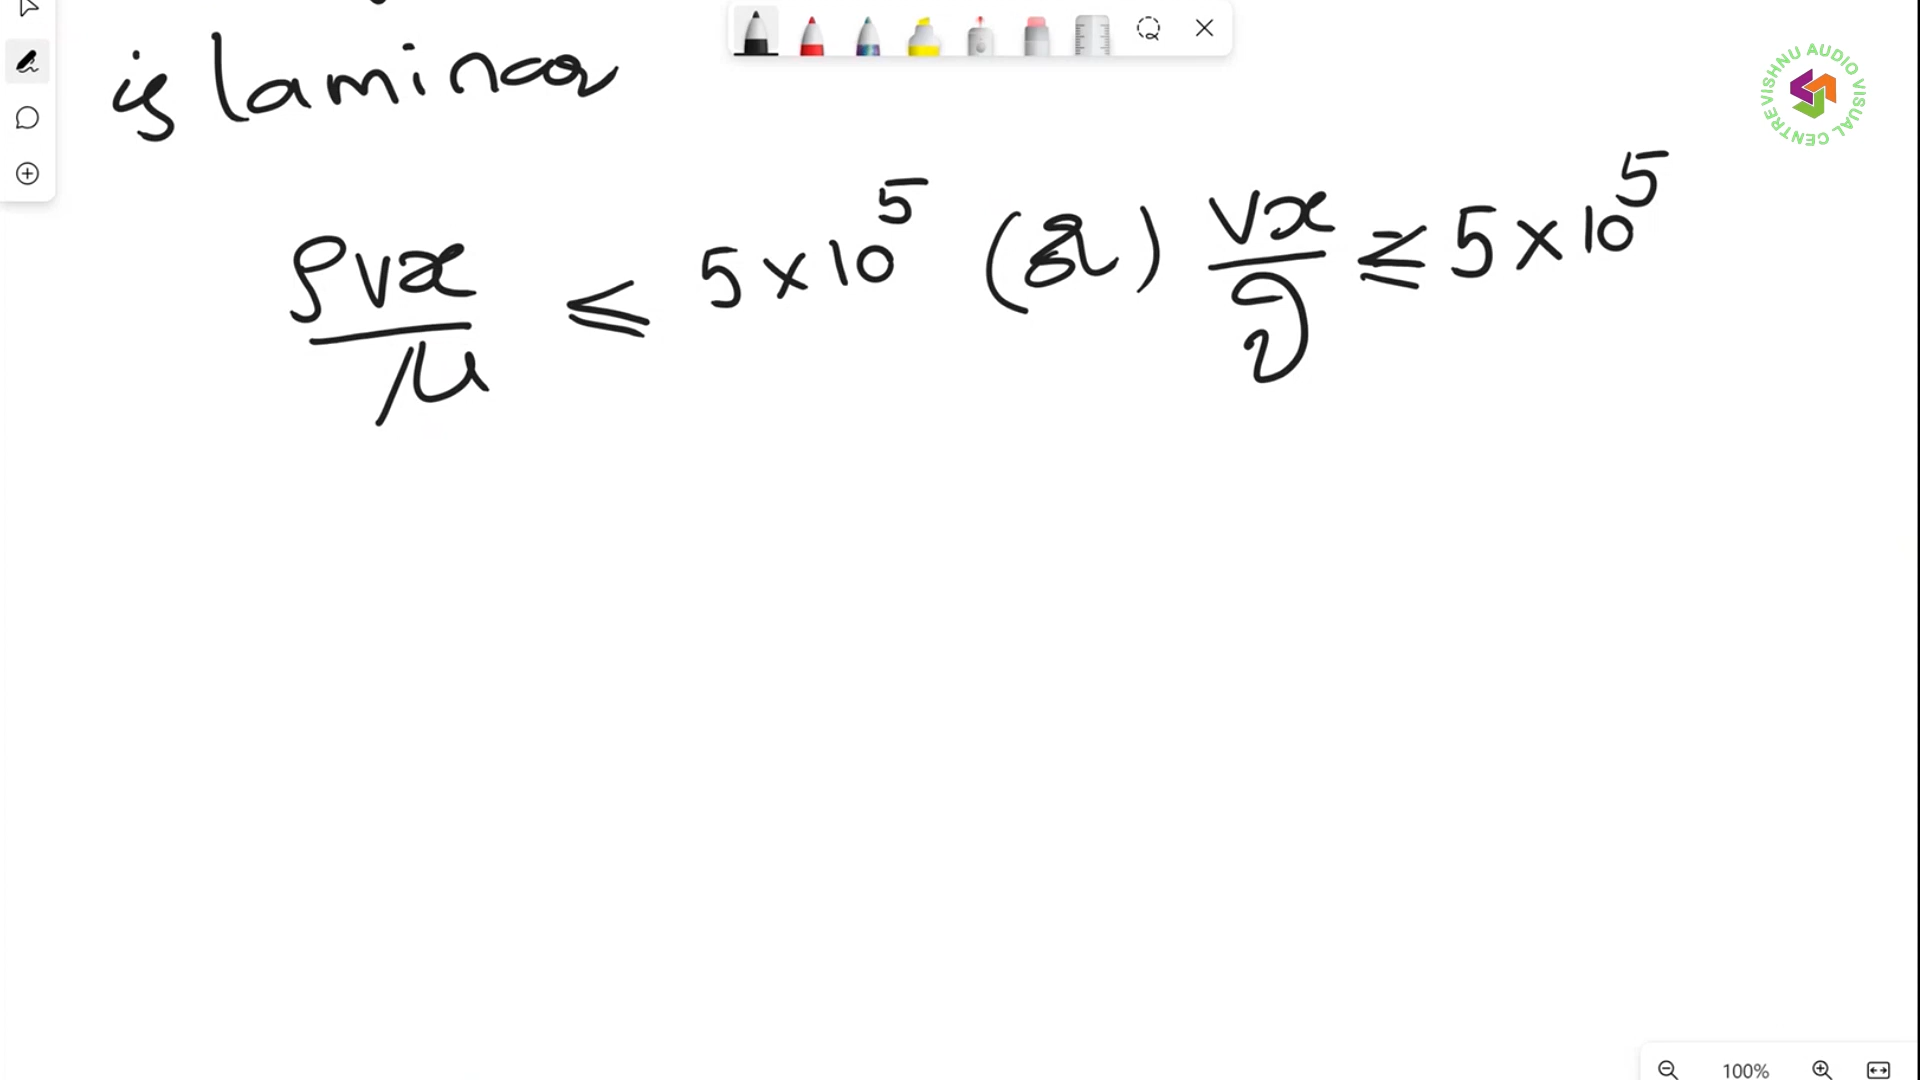 is laminar
VISHNU AUDIO VISUAL CENTRE
ρvx/μ ≤ 5×10⁵ (or) vx/ν ≤ 5×10⁵
100%